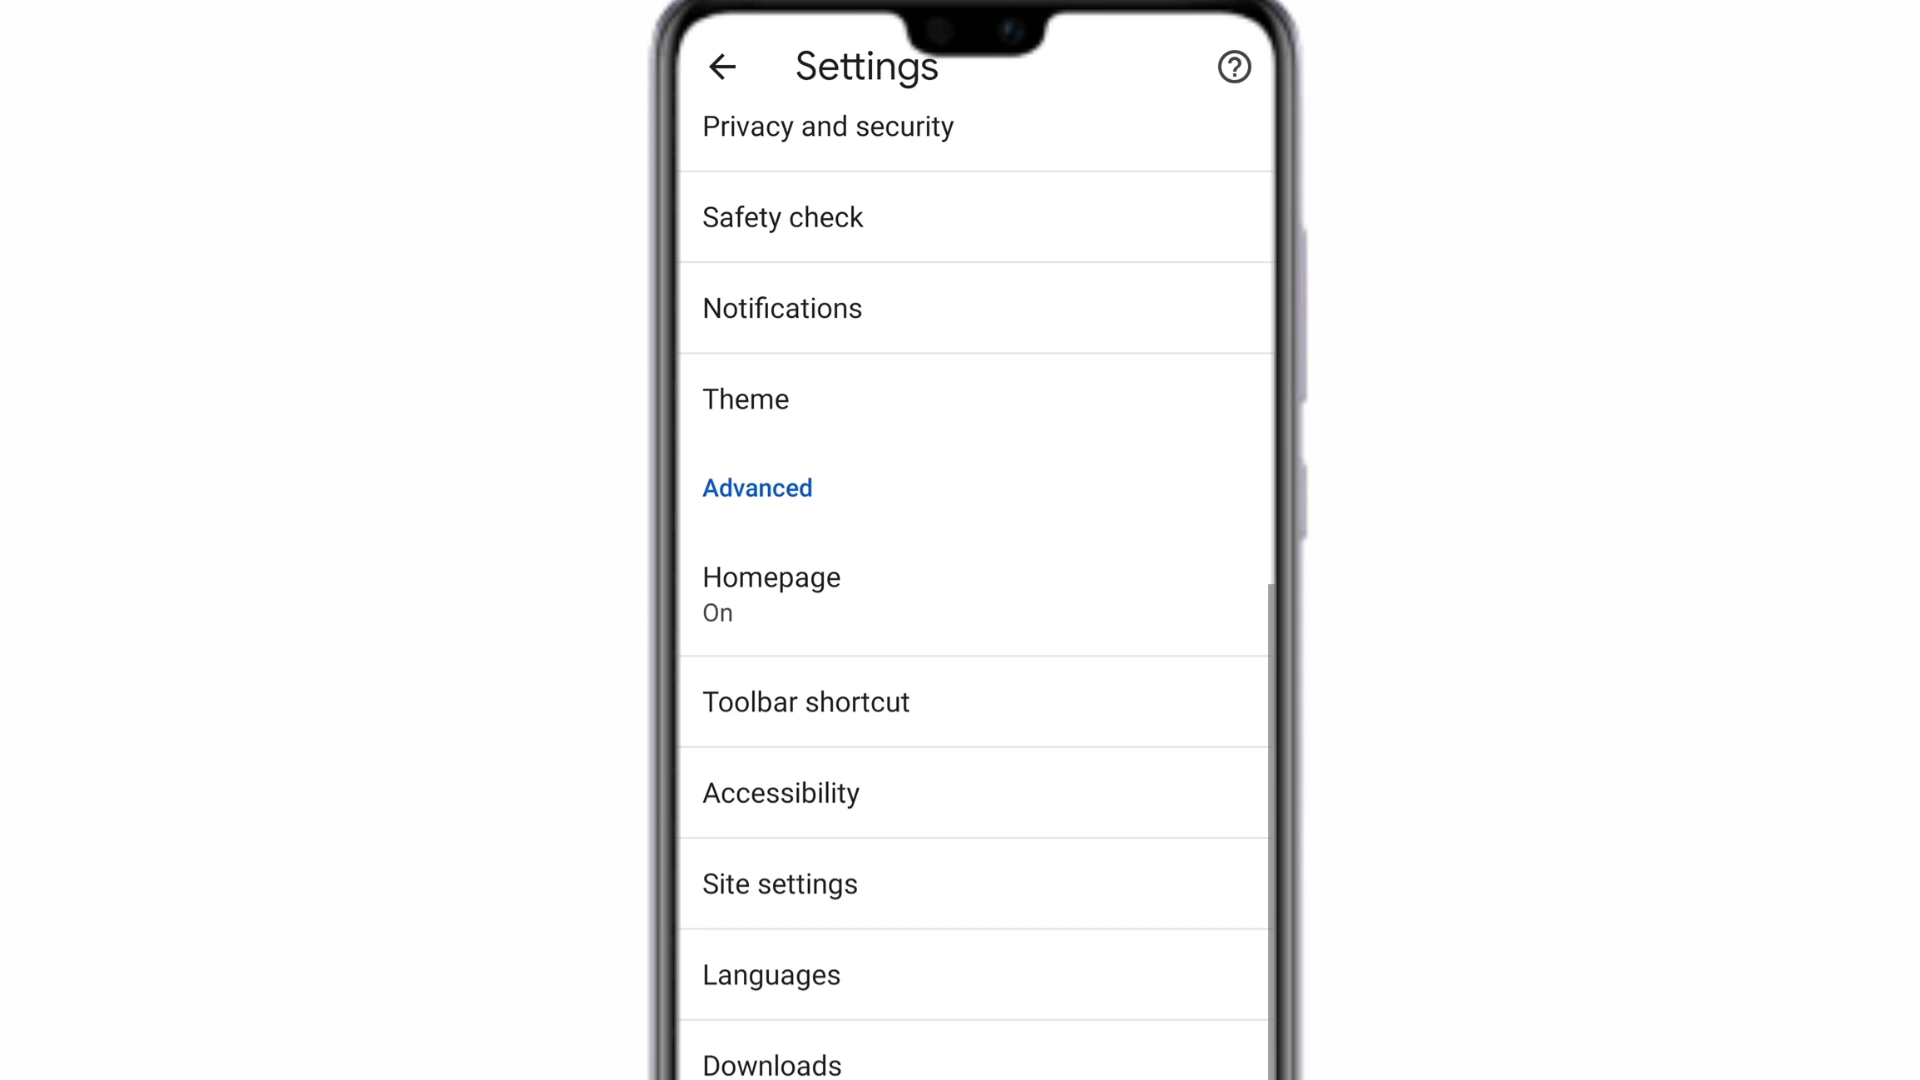 Settings
Privacy and security
Safety check
Notifications
Theme
Advanced
Homepage
On
Toolbar shortcut
Accessibility
Site settings
Languages
Downloads